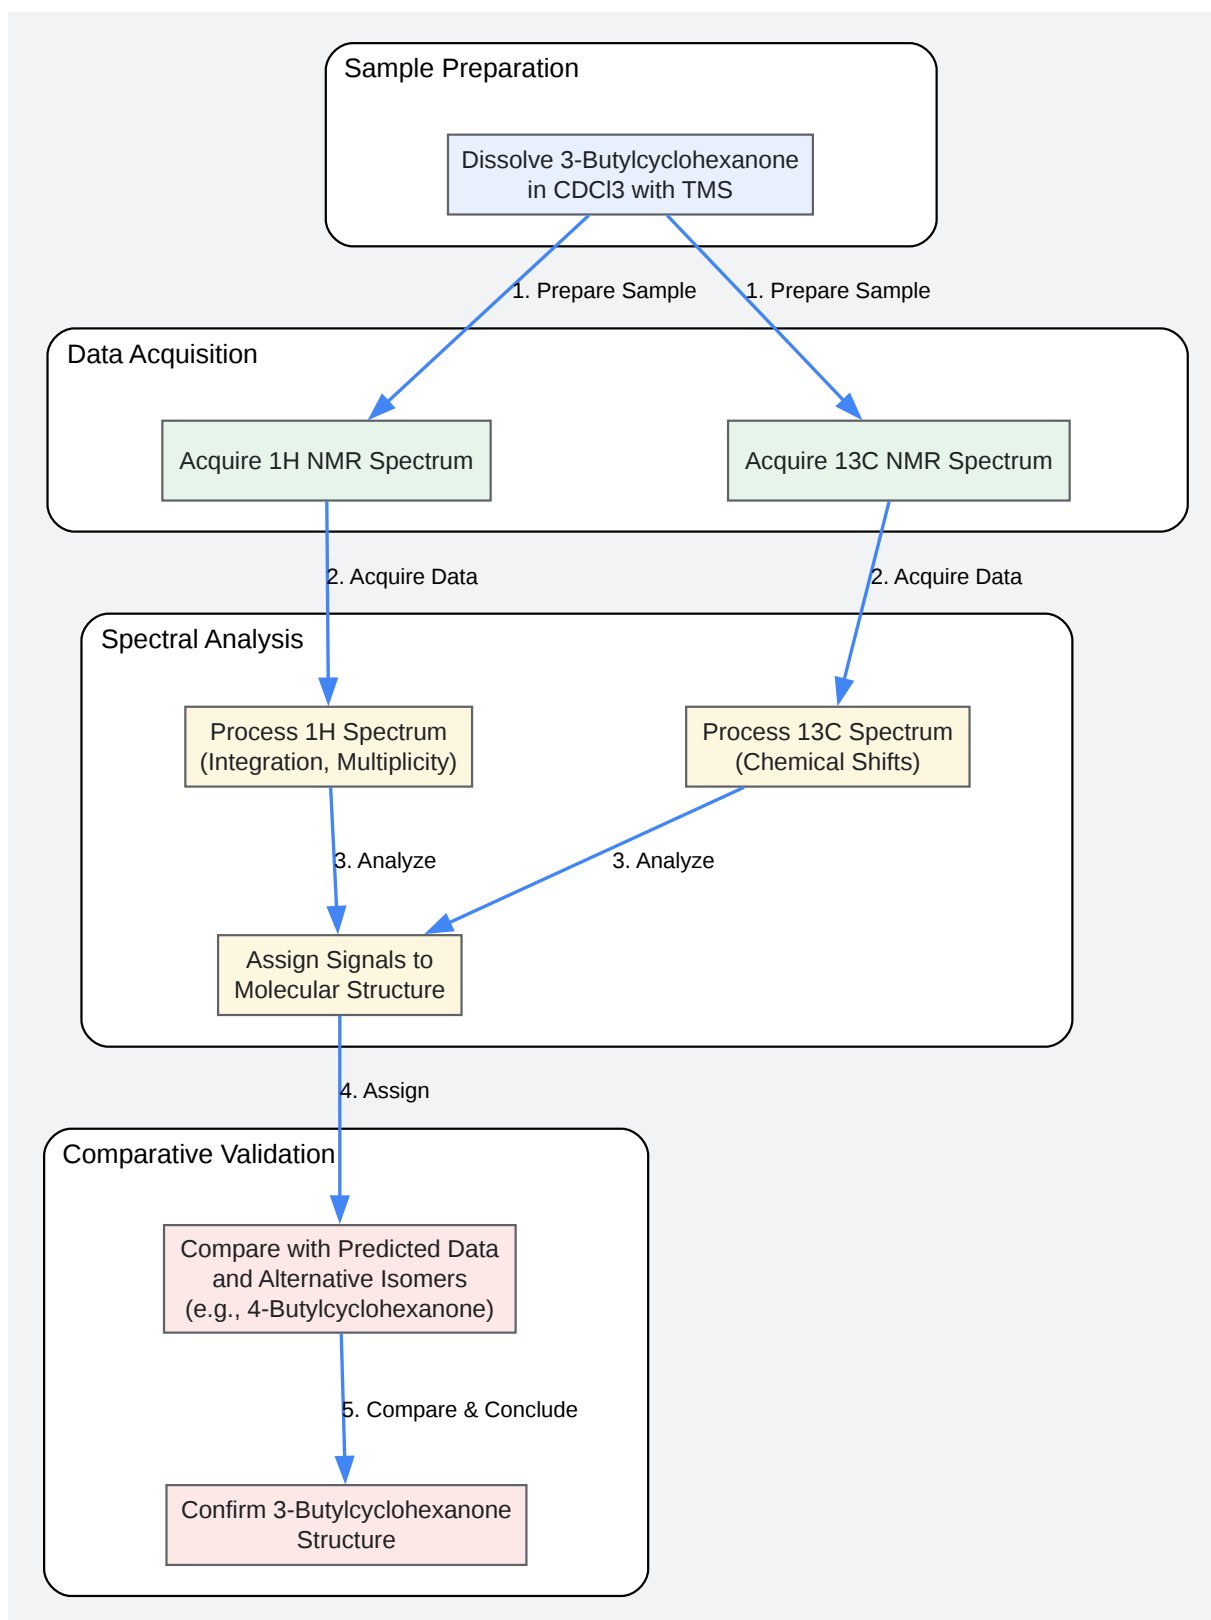 Sample Preparation
Dissolve 3-Butylcyclohexanone
in CDCl3 with TMS
1. Prepare Sample
1. Prepare Sample
Data Acquisition
Acquire 1H NMR Spectrum
Acquire 13C NMR Spectrum
2. Acquire Data
2. Acquire Data
Spectral Analysis
Process 1H Spectrum
(Integration, Multiplicity)
Process 13C Spectrum
(Chemical Shifts)
3. Analyze
3. Analyze
Assign Signals to
Molecular Structure
4. Assign
Comparative Validation
Compare with Predicted Data
and Alternative Isomers
(e.g., 4-Butylcyclohexanone)
5. Compare & Conclude
Confirm 3-Butylcyclohexanone
Structure